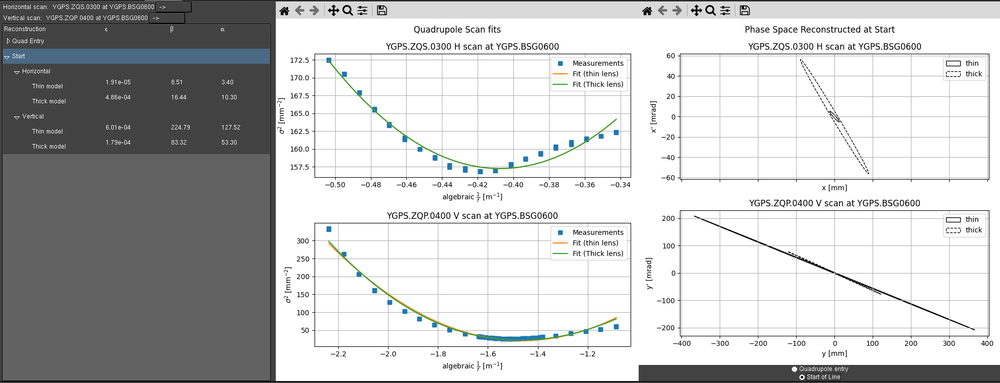 Horizontal scan: YGPS.ZQS.0300 at YGPS.BSG0600 ->
Vertical scan: YGPS.ZQP.0400 at YGPS.BSG0600 ->
Reconstruction ϵ β α
Quad Entry
Start
Horizontal
Thin model 1.91e-05 8.51 3.40
Thick model 4.86e-04 16.44 10.30
Vertical
Thin model 6.01e-04 224.79 127.52
Thick model 1.79e-04 83.32 53.30
Quadrupole Scan fits
YGPS.ZQS.0300 H scan at YGPS.BSG0600
172.5
170.0
167.5
165.0
162.5
160.0
157.5
σ² [mm⁻²]
Measurements
Fit (thin lens)
Fit (Thick lens)
−0.50 −0.48 −0.46 −0.44 −0.42 −0.40 −0.38 −0.36 −0.34
algebraic 1/f [m⁻¹]
YGPS.ZQP.0400 V scan at YGPS.BSG0600
300
250
200
150
100
50
σ² [mm⁻²]
Measurements
Fit (thin lens)
Fit (Thick lens)
−2.2 −2.0 −1.8 −1.6 −1.4 −1.2
algebraic 1/f [m⁻¹]
Phase Space Reconstructed at Start
YGPS.ZQS.0300 H scan at YGPS.BSG0600
60
40
20
0
−20
−40
−60
x' [mrad]
thin
thick
x [mm]
YGPS.ZQP.0400 V scan at YGPS.BSG0600
200
100
0
−100
−200
y' [mrad]
thin
thick
−400 −300 −200 −100 0 100 200 300 400
y [mm]
Quadrupole entry
Start of Line